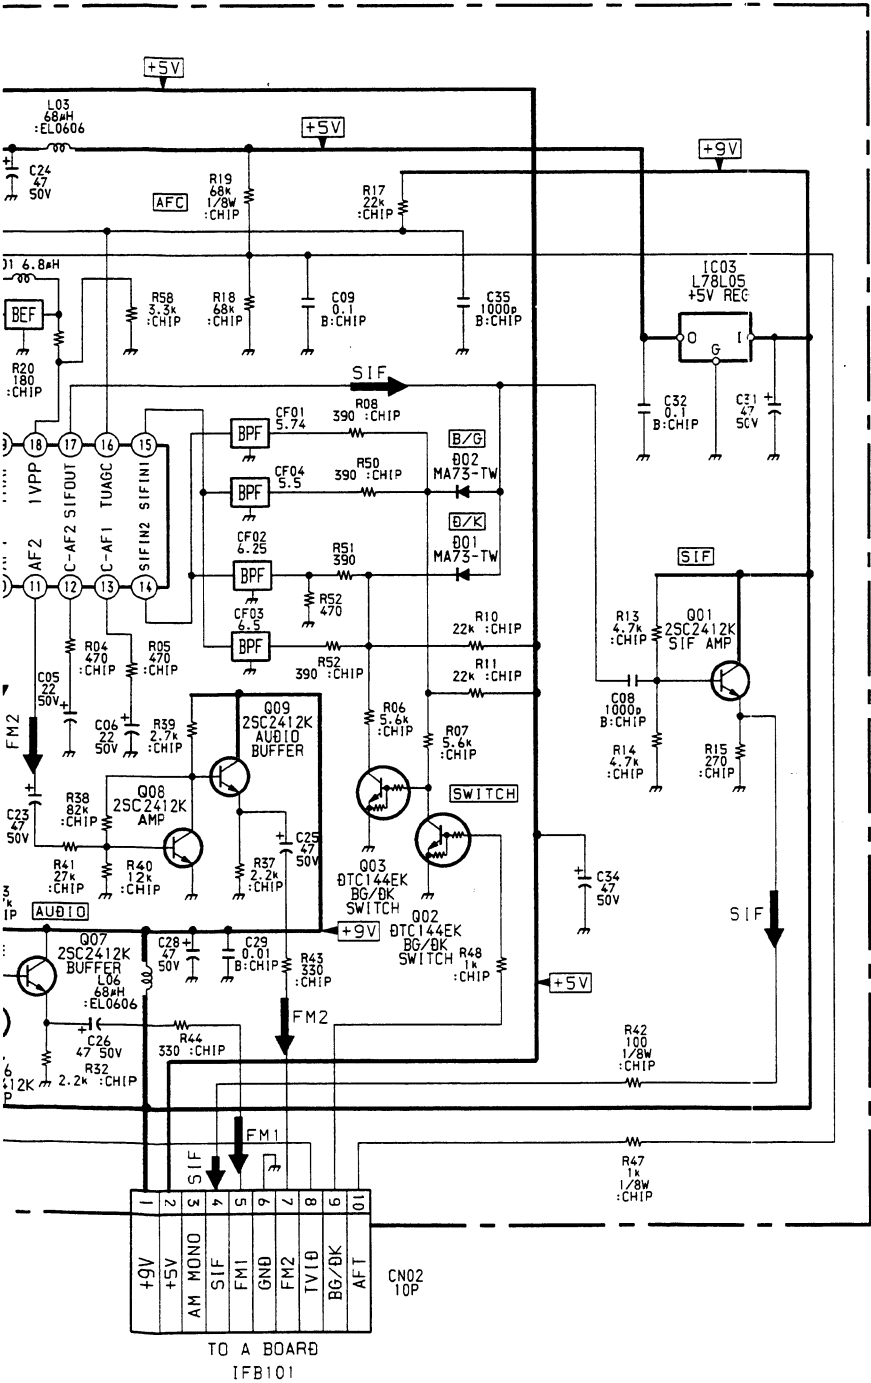 +5V
L03
68µH
:EL0606
+5V
+9V
+
C24
47
50V
R19
68k
1/8W
:CHIP
AFC
R17
22k
:CHIP
01 6.8µH
BEF
R58
3.3k
:CHIP
R18
68k
:CHIP
C09
0.1
B:CHIP
C35
1000p
B:CHIP
IC03
L78L05
+5V REG
O
I
G
R20
180
:CHIP
SIF
C32
0.1
B:CHIP
C31
47
50V
+
CF01
5.74
BPF
R08
390 :CHIP
18
17
16
15
1VPP
SIFOUT
TUAGC
SIFIN1
B/G
D02
MA73-TW
CF04
5.5
BPF
R50
390 :CHIP
D/K
D01
MA73-TW
AF2
C-AF2
C-AF1
SIFIN2
11
12
13
14
CF02
6.25
BPF
R51
390
R52
470
SIF
CF03
6.5
BPF
R52
390 :CHIP
R10
22k :CHIP
R11
22k :CHIP
R13
4.7k
:CHIP
Q01
2SC2412K
SIF AMP
R04
470
:CHIP
R05
470
:CHIP
C05
22
50V
+
C06
22
50V
+
C08
1000p
B:CHIP
FM2
R39
2.7k
:CHIP
Q09
2SC2412K
AUDIO
BUFFER
R06
5.6k
:CHIP
R07
5.6k
:CHIP
R14
4.7k
:CHIP
R15
270
:CHIP
SWITCH
C23
47
50V
+
R38
82k
:CHIP
Q08
2SC2412K
AMP
R41
27k
:CHIP
R40
12k
:CHIP
R37
2.2k
:CHIP
C25
47
50V
+
Q03
DTC144EK
BG/DK
SWITCH
C34
47
50V
+
AUDIO
+9V
Q02
DTC144EK
BG/DK
SWITCH
R48
1k
:CHIP
SIF
Q07
2SC2412K
BUFFER
C28
47
50V
+
C29
0.01
B:CHIP
R43
330
:CHIP
L06
68µH
:EL0606
+5V
FM2
+
C26
47 50V
R44
330 :CHIP
R32
2.2k :CHIP
R42
100
1/8W
:CHIP
FM1
SIF
R47
1k
1/8W
:CHIP
1
2
3
4
5
6
7
8
9
10
+9V
+5V
AM MONO
SIF
FM1
GND
FM2
TVID
BG/DK
AFT
CN02
10P
TO A BOARD
IFB101